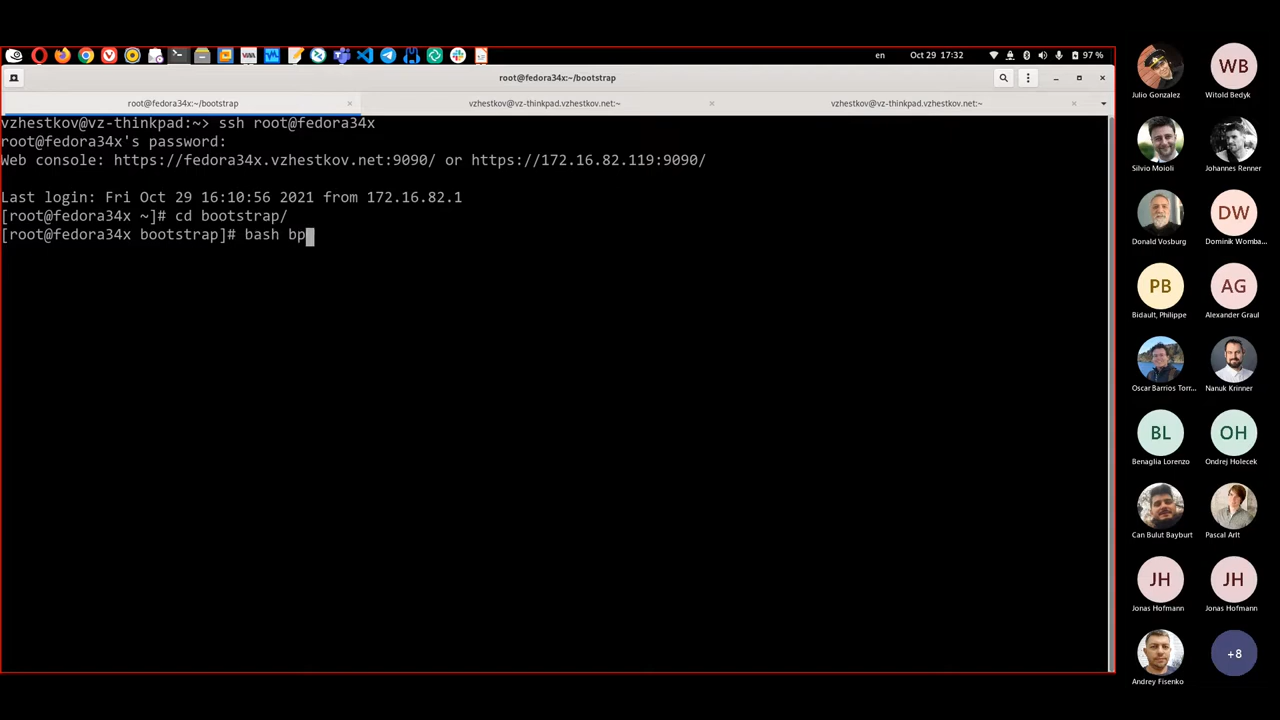 en
Oct 29 17:32
97 %
root@fedora34x:~/bootstrap
root@fedora34x:~/bootstrap
vzhestkov@vz-thinkpad.vzhestkov.net:~
vzhestkov@vz-thinkpad.vzhestkov.net:~
vzhestkov@vz-thinkpad:~> ssh root@fedora34x
root@fedora34x's password:
Web console: https://fedora34x.vzhestkov.net:9090/ or https://172.16.82.119:9090/
Last login: Fri Oct 29 16:10:56 2021 from 172.16.82.1
[root@fedora34x ~]# cd bootstrap/
[root@fedora34x bootstrap]# bash bp
Julio Gonzalez
WB
Witold Bedyk
Silvio Moioli
Johannes Renner
Donald Vosburg
DW
Dominik Womba...
PB
Bidault, Philippe
AG
Alexander Graul
Oscar Barrios Torr...
Nanuk Krinner
BL
Benaglia Lorenzo
OH
Ondrej Holecek
Can Bulut Bayburt
Pascal Arlt
JH
Jonas Hofmann
JH
Jonas Hofmann
Andrey Fisenko
+8